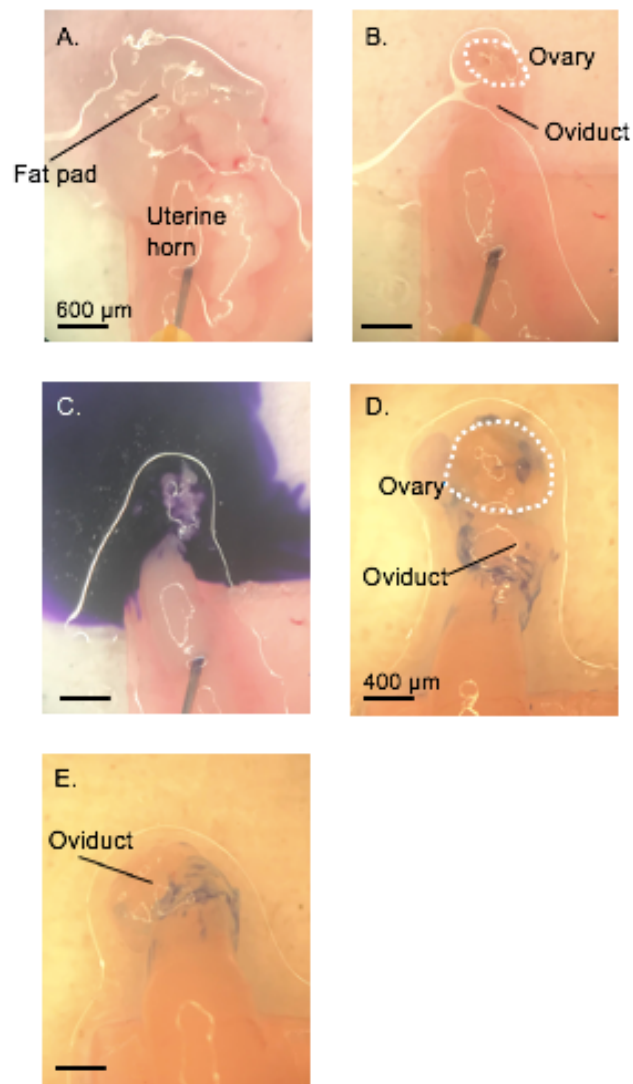 A.
Fat pad
Uterine
horn
600 µm
B.
Ovary
Oviduct
C.
D.
Ovary
Oviduct
400 µm
E.
Oviduct